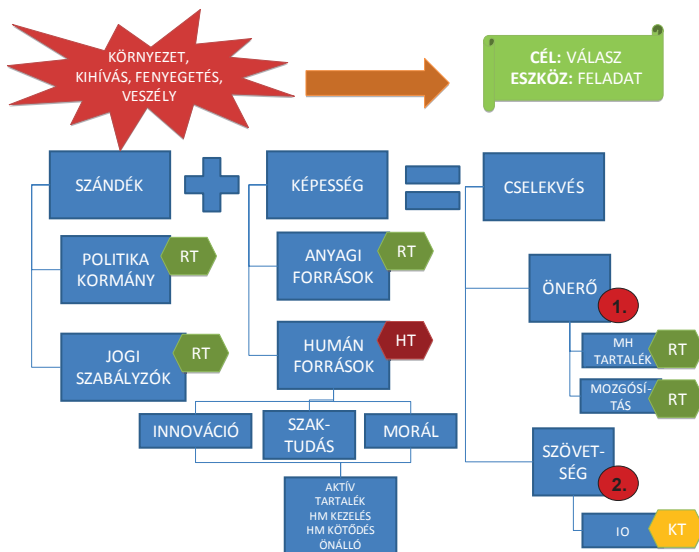 KÖRNYEZET,
KIHÍVÁS, FENYEGETÉS,
VESZÉLY
CÉL: VÁLASZ
ESZKÖZ: FELADAT
SZÁNDÉK
KÉPESSÉG
CSELEKVÉS
POLITIKA
KORMÁNY
RT
ANYAGI
FORRÁSOK
RT
ÖNERŐ
1.
JOGI
SZABÁLYZÓK
RT
HUMÁN
FORRÁSOK
HT
MH
TARTALÉK
RT
MOZGÓSÍ-
TÁS
RT
INNOVÁCIÓ
SZAK-
TUDÁS
MORÁL
SZÖVET-
SÉG
2.
AKTÍV
TARTALÉK
HM KEZELÉS
HM KÖTŐDÉS
ÖNÁLLÓ
IO
KT